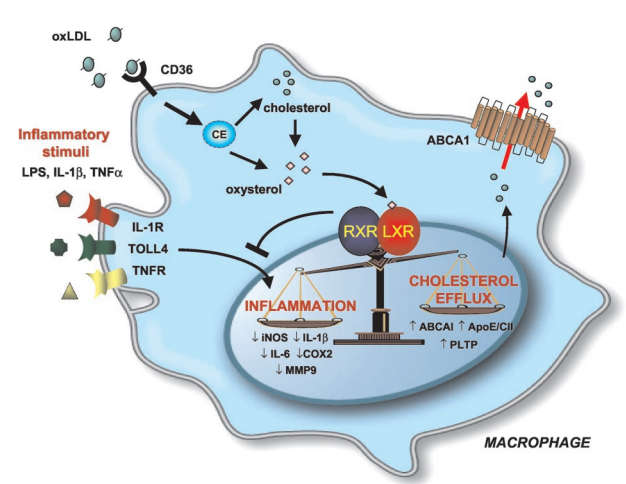 oxLDL
CD36
cholesterol
CE
ABCA1
Inflammatory
stimuli
LPS, IL-1β, TNFα
oxysterol
IL-1R
TOLL4
TNFR
RXR LXR
INFLAMMATION
↓ iNOS ↓ IL-1β
↓ IL-6 ↓COX2
↓ MMP9
CHOLESTEROL
EFFLUX
↑ ABCAI ↑ ApoE/CII
↑ PLTP
MACROPHAGE